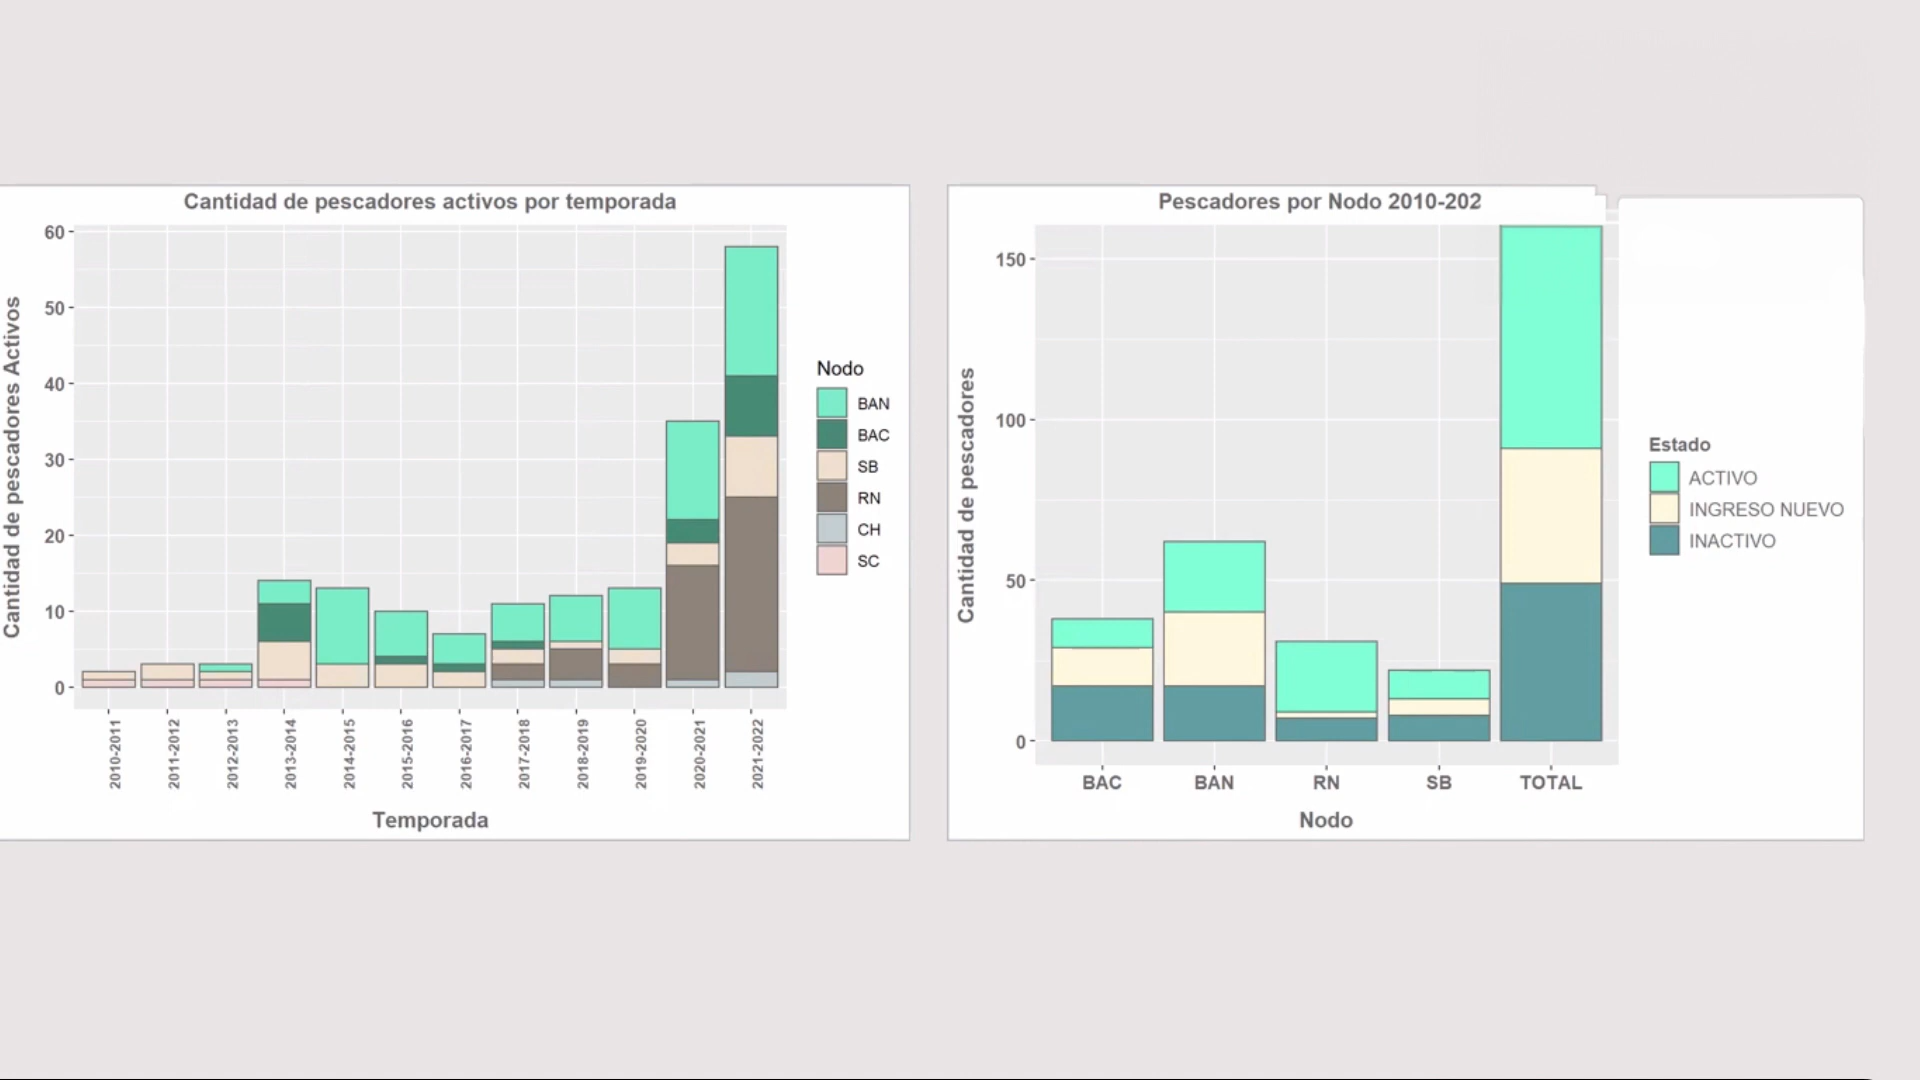 Cantidad de pescadores activos por temporada
Cantidad de pescadores Activos
60
50
40
30
20
10
0
2010-2011
2011-2012
2012-2013
2013-2014
2014-2015
2015-2016
2016-2017
2017-2018
2018-2019
2019-2020
2020-2021
2021-2022
Temporada
Nodo
BAN
BAC
SB
RN
CH
SC
Pescadores por Nodo 2010-202
Cantidad de pescadores
150
100
50
0
BAC
BAN
RN
SB
TOTAL
Nodo
Estado
ACTIVO
INGRESO NUEVO
INACTIVO